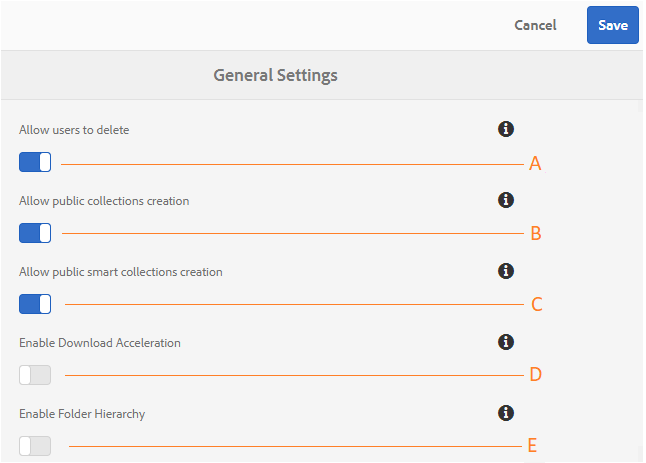 Cancel Save
General Settings
Allow users to delete
A
Allow public collections creation
B
Allow public smart collections creation
C
Enable Download Acceleration
D
Enable Folder Hierarchy
E